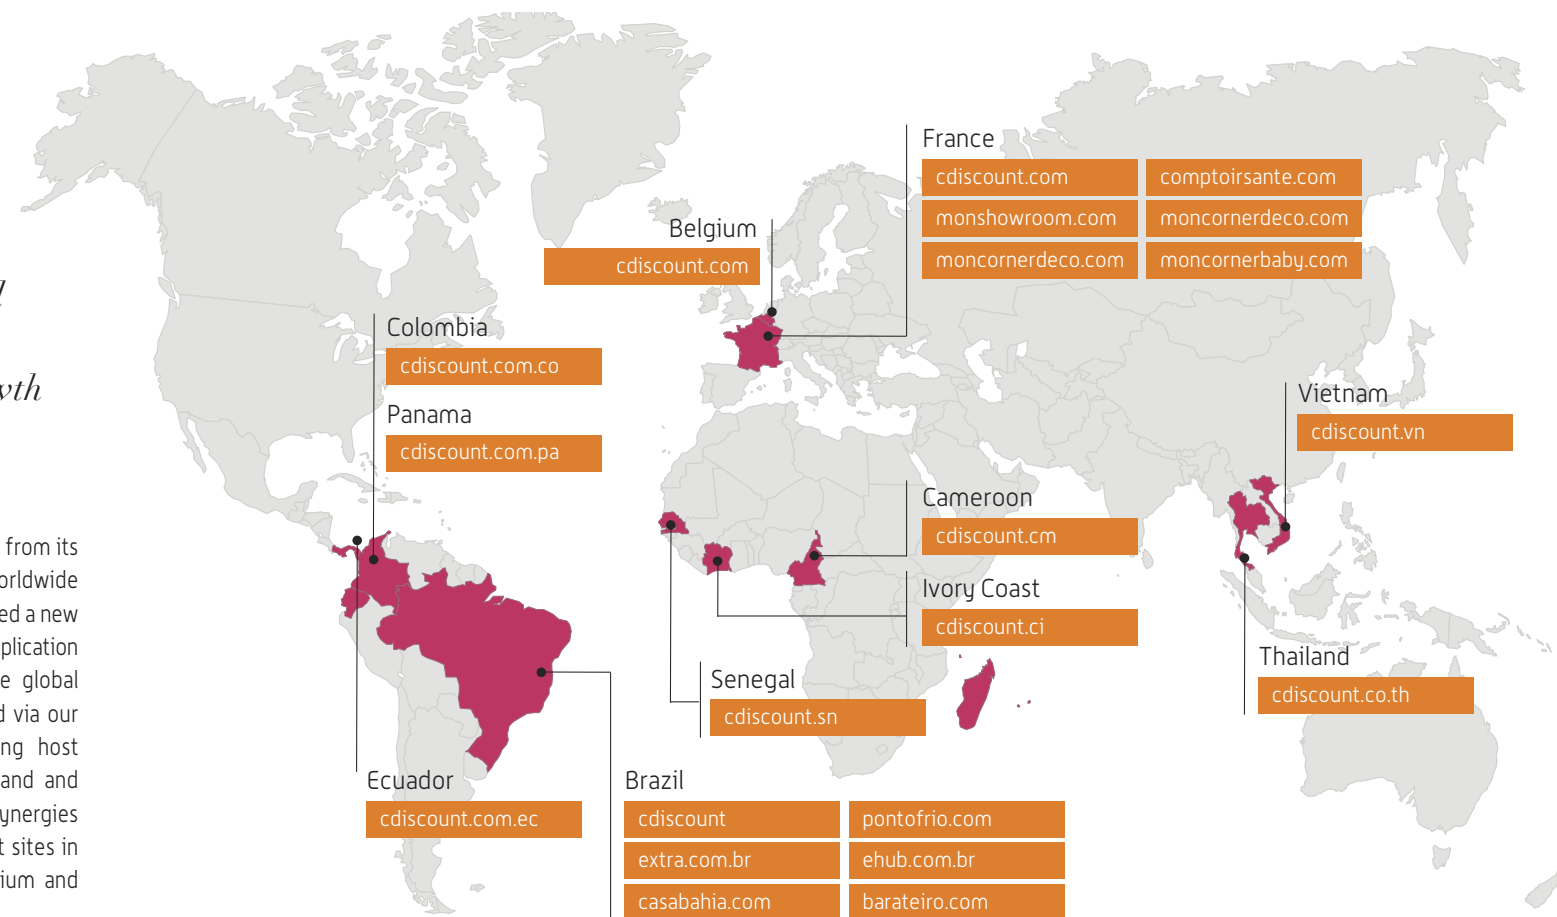 wth
from its
orldwide
ed a new
plication
e global
d via our
ng host
and and
ynergies
t sites in
ium and
France
cdiscount.com comptoirsante.com
monshowroom.com moncornerdeco.com
moncornerdeco.com moncornerbaby.com
Belgium
cdiscount.com
Colombia
cdiscount.com.co
Panama
cdiscount.com.pa
Vietnam
cdiscount.vn
Cameroon
cdiscount.cm
Ivory Coast
cdiscount.ci
Senegal
cdiscount.sn
Thailand
cdiscount.co.th
Ecuador
cdiscount.com.ec
Brazil
cdiscount pontofrio.com
extra.com.br ehub.com.br
casabahia.com barateiro.com